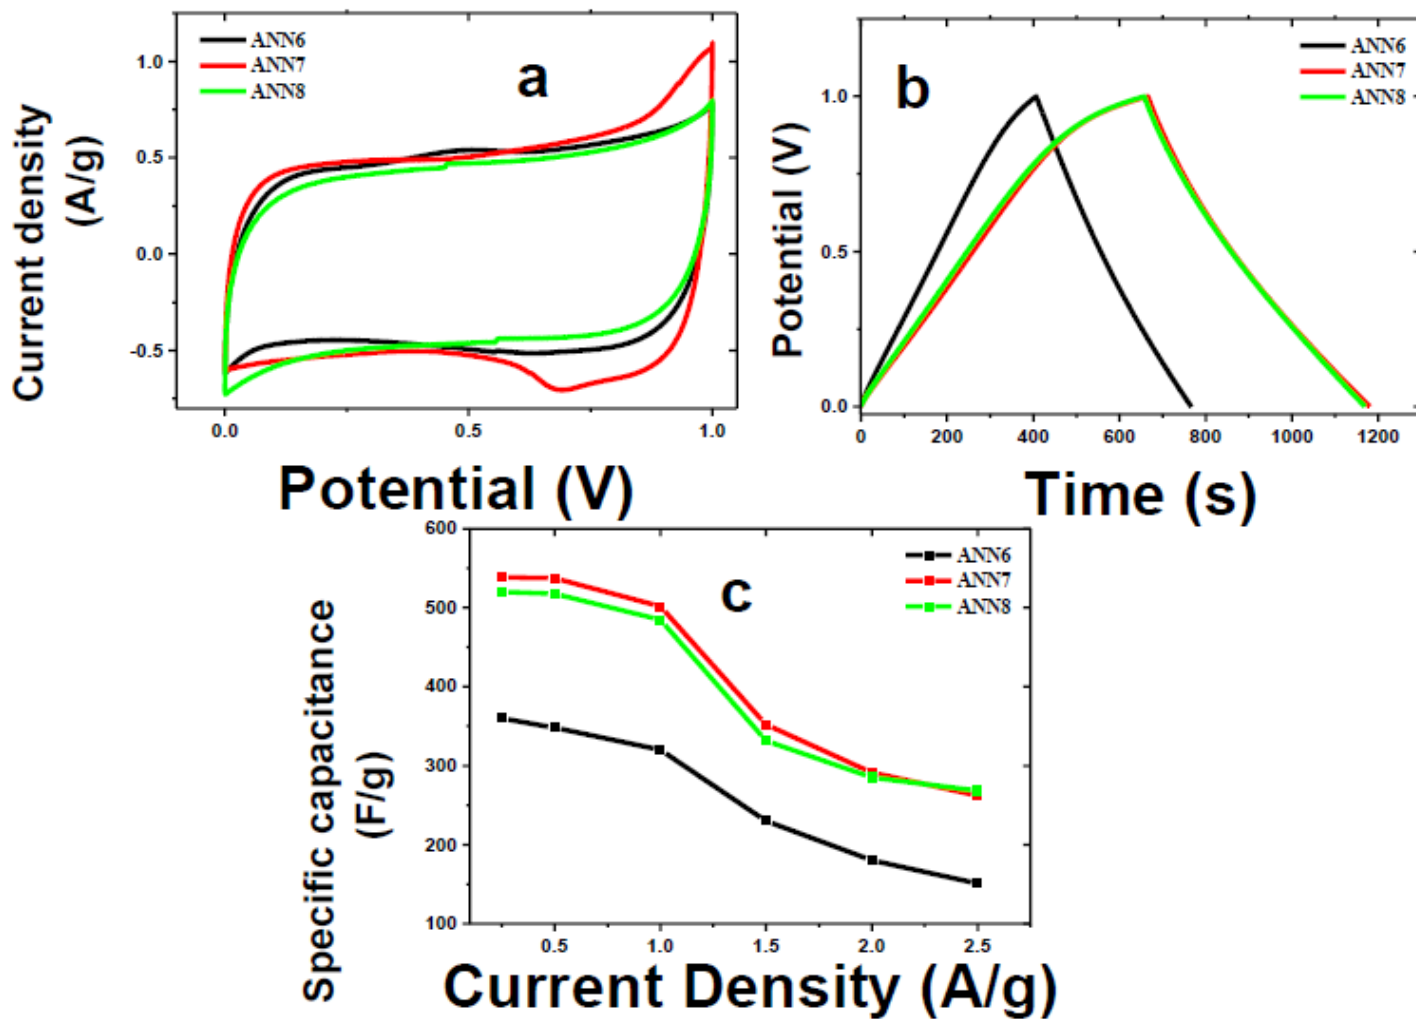 ANN6
ANN7
ANN8
a
1.0
0.5
0.0
-0.5
Current density
(A/g)
0.0
0.5
1.0
Potential (V)
ANN6
ANN7
ANN8
b
1.0
0.5
0.0
Potential (V)
0
200
400
600
800
1000
1200
Time (s)
ANN6
ANN7
ANN8
c
600
500
400
300
200
100
Specific capacitance
(F/g)
0.5
1.0
1.5
2.0
2.5
Current Density (A/g)